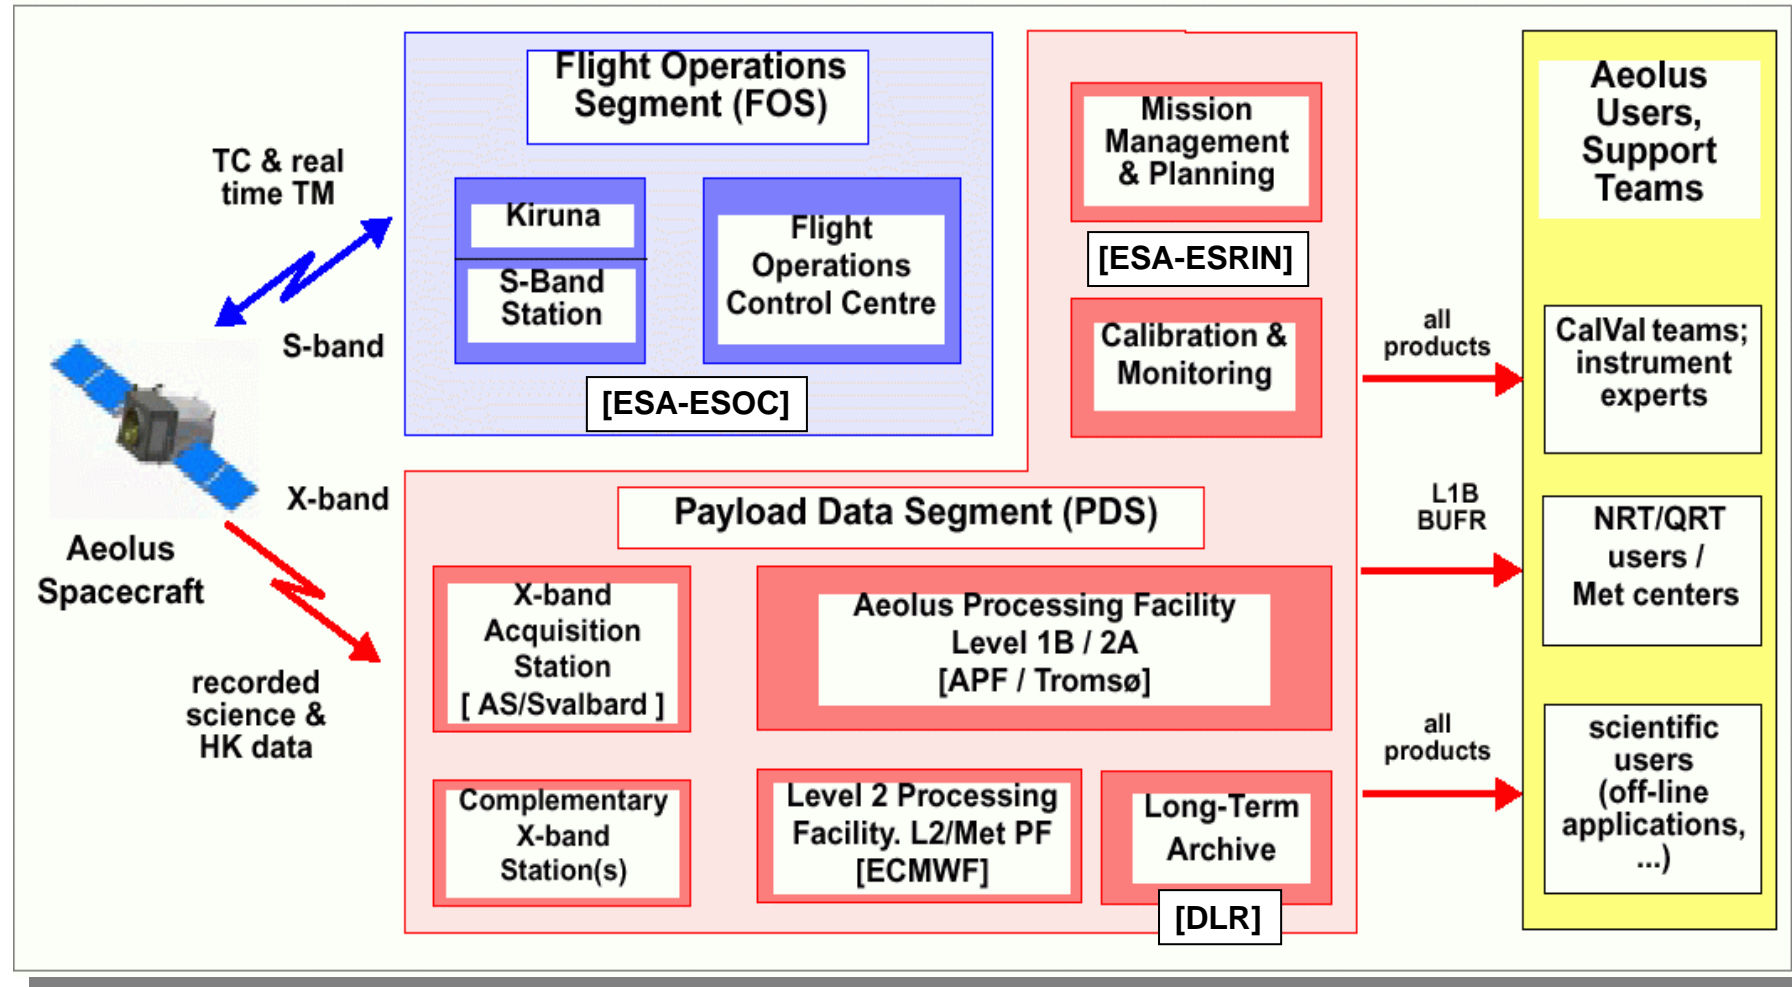 Flight Operations
Segment (FOS)
TC & real
time TM
Kiruna
S-Band
Station
Flight
Operations
Control Centre
[ESA-ESOC]
S-band
X-band
Aeolus
Spacecraft
recorded
science &
HK data
Mission
Management
& Planning
[ESA-ESRIN]
Calibration &
Monitoring
Payload Data Segment (PDS)
X-band
Acquisition
Station
[ AS/Svalbard ]
Aeolus Processing Facility
Level 1B / 2A
[APF / Tromsø]
Complementary
X-band
Station(s)
Level 2 Processing
Facility. L2/Met PF
[ECMWF]
Long-Term
Archive
[DLR]
all
products
L1B
BUFR
all
products
Aeolus
Users,
Support
Teams
CalVal teams;
instrument
experts
NRT/QRT
users /
Met centers
scientific
users
(off-line
applications,
...)